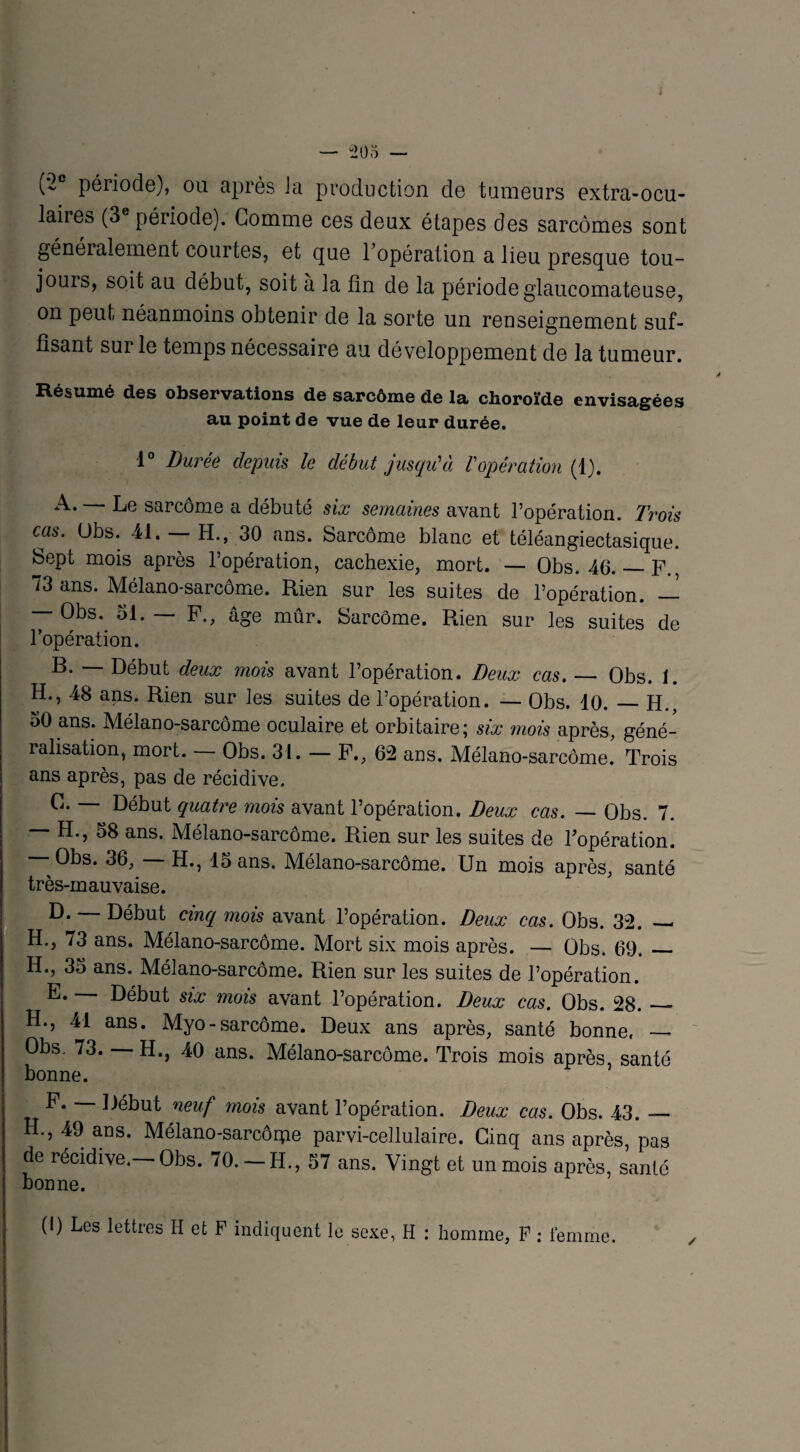 — 205 —
(2e période), ou après la production de tumeurs extra-ocu-
laires (3e période). Comme ces deux étapes des sarcômes sont
généralement courtes, et que l'opération a lieu presque tou-
jours, soit au début, soit à la fin de la période glaucomateuse,
on peut néanmoins obtenir de la sorte un renseignement suf-
fisant sur le temps nécessaire au développement de la tumeur.
Résumé des observations de sarcôme de la choroïde envisagées
au point de vue de leur durée.
1° Durée depuis le début jusqu'à l'opération (1).
A. — Le sarcôme a débuté six semaines avant l'opération. Trois
cas. Obs. 41. — H., 30 ans. Sarcôme blanc et téléangiectasique.
Sept mois après l'opération, cachexie, mort. — Obs. 46. — F.,
73 ans. Mélano-sarcôme. Rien sur les suites de l'opération. —
— Obs. 51. — F., âge mûr. Sarcôme. Rien sur les suites de
l'opération.
B. — Début deux mois avant l'opération. Deux cas. — Obs. 1.
H., 48 ans. Rien sur les suites de l'opération. — Obs. 10. — H.,
50 ans. Mélano-sarcôme oculaire et orbitaire; six mois après, géné-
ralisation, mort. — Obs. 31. — F., 62 ans. Mélano-sarcôme. Trois
ans après, pas de récidive.
C. — Début quatre mois avant l'opération. Deux cas. — Obs. 7.
— H., 58 ans. Mélano-sarcôme. Rien sur les suites de l'opération.
— Obs. 36, — H., 15 ans. Mélano-sarcôme. Un mois après, santé
très-mauvaise.
D. — Début cinq mois avant l'opération. Deux cas. Obs. 32. —
H., 73 ans. Mélano-sarcôme. Mort six mois après. — Obs. 69. —
H., 35 ans. Mélano-sarcôme. Rien sur les suites de l'opération.
E. — Début six mois avant l'opération. Deux cas. Obs. 28. —
H., 41 ans. Myo-sarcôme. Deux ans après, santé bonne. —
Obs. 73. — H., 40 ans. Mélano-sarcôme. Trois mois après, santé
bonne.
F. — Début neuf mois avant l'opération. Deux cas. Obs. 43. —
H., 49 ans. Mélano-sarcôme parvi-cellulaire. Cinq ans après, pas
de récidive. — Obs. 70. — H., 57 ans. Vingt et un mois après, santé
bonne.
(1) Les lettres H et F indiquent le sexe, H : homme, F : femme.